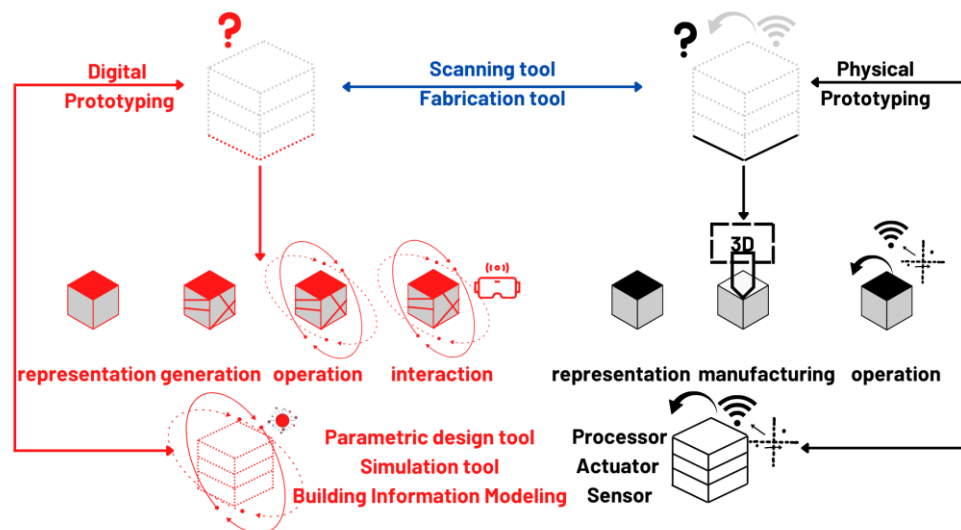 ?
?
Digital
Prototyping
Scanning tool
Fabrication tool
Physical
Prototyping
3D
representation generation operation interaction
representation manufacturing operation
Parametric design tool
Simulation tool
Building Information Modeling
Processor
Actuator
Sensor